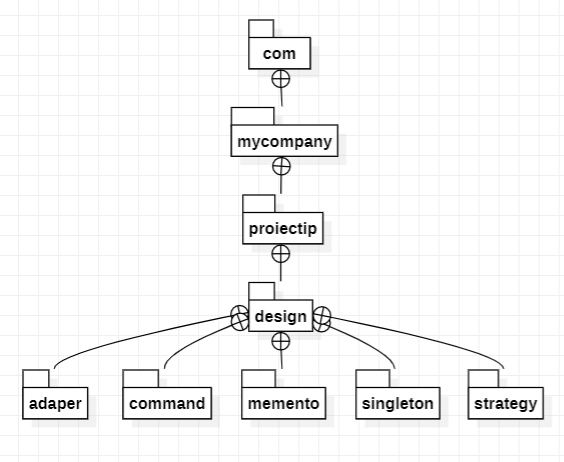 com
mycompany
proiectip
design
adaper
command
memento
singleton
strategy